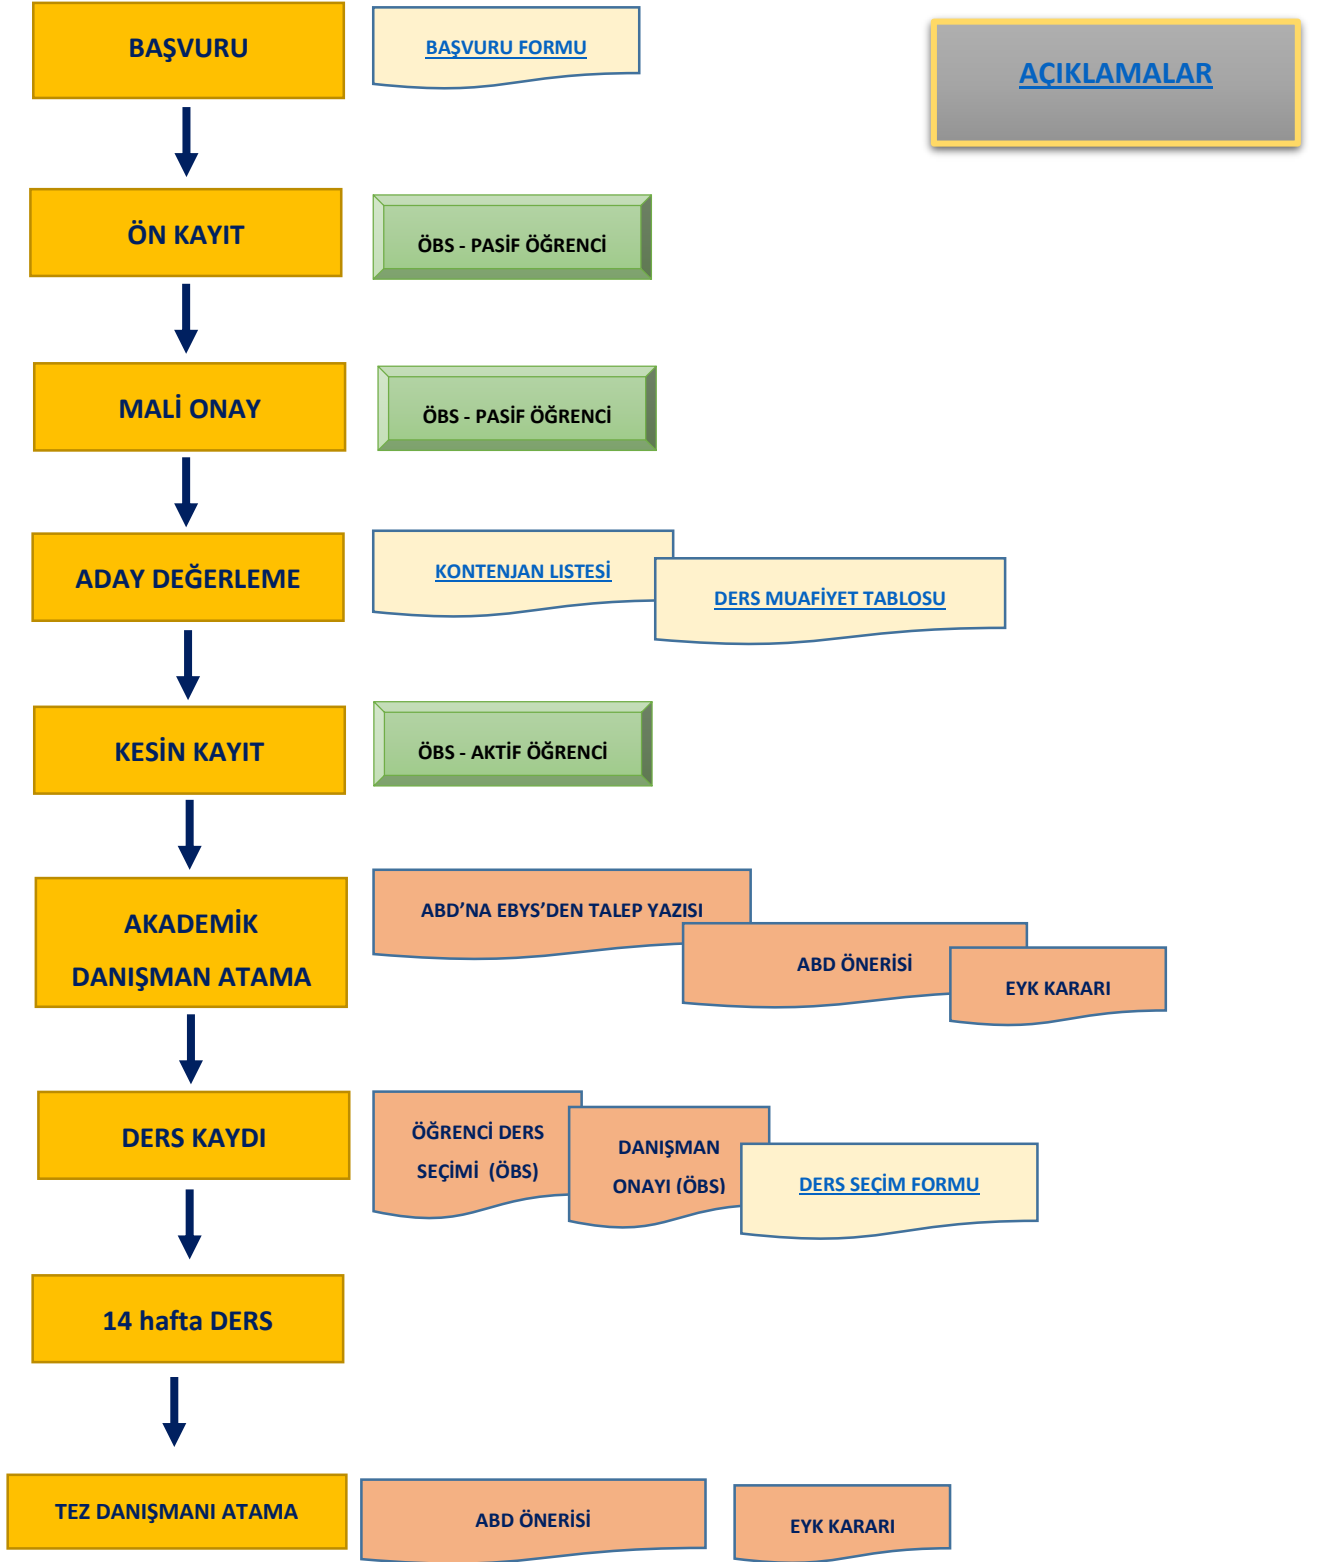 BAŞVURU
BAŞVURU FORMU
AÇIKLAMALAR
ÖN KAYIT
ÖBS - PASİF ÖĞRENCİ
MALİ ONAY
ÖBS - PASİF ÖĞRENCİ
ADAY DEĞERLEME
KONTENJAN LISTESİ
DERS MUAFİYET TABLOSU
KESİN KAYIT
ÖBS - AKTİF ÖĞRENCİ
AKADEMİK
DANIŞMAN ATAMA
ABD’NA EBYS’DEN TALEP YAZISI
ABD ÖNERİSİ
EYK KARARI
DERS KAYDI
ÖĞRENCİ DERS
SEÇİMİ (ÖBS)
DANIŞMAN
ONAYI (ÖBS)
DERS SEÇİM FORMU
14 hafta DERS
TEZ DANIŞMANI ATAMA
ABD ÖNERİSİ
EYK KARARI